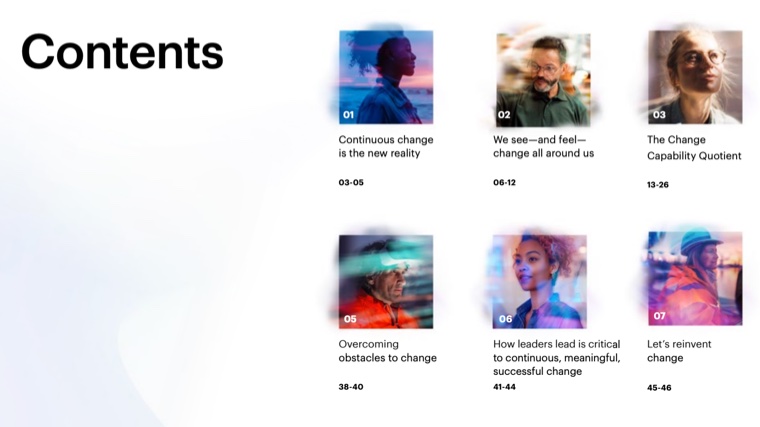 Contents
01
Continuous change
is the new reality
03-05
02
We see—and feel—
change all around us
06-12
03
The Change
Capability Quotient
13-26
05
Overcoming
obstacles to change
38-40
06
How leaders lead is critical
to continuous, meaningful,
successful change
41-44
07
Let’s reinvent
change
45-46